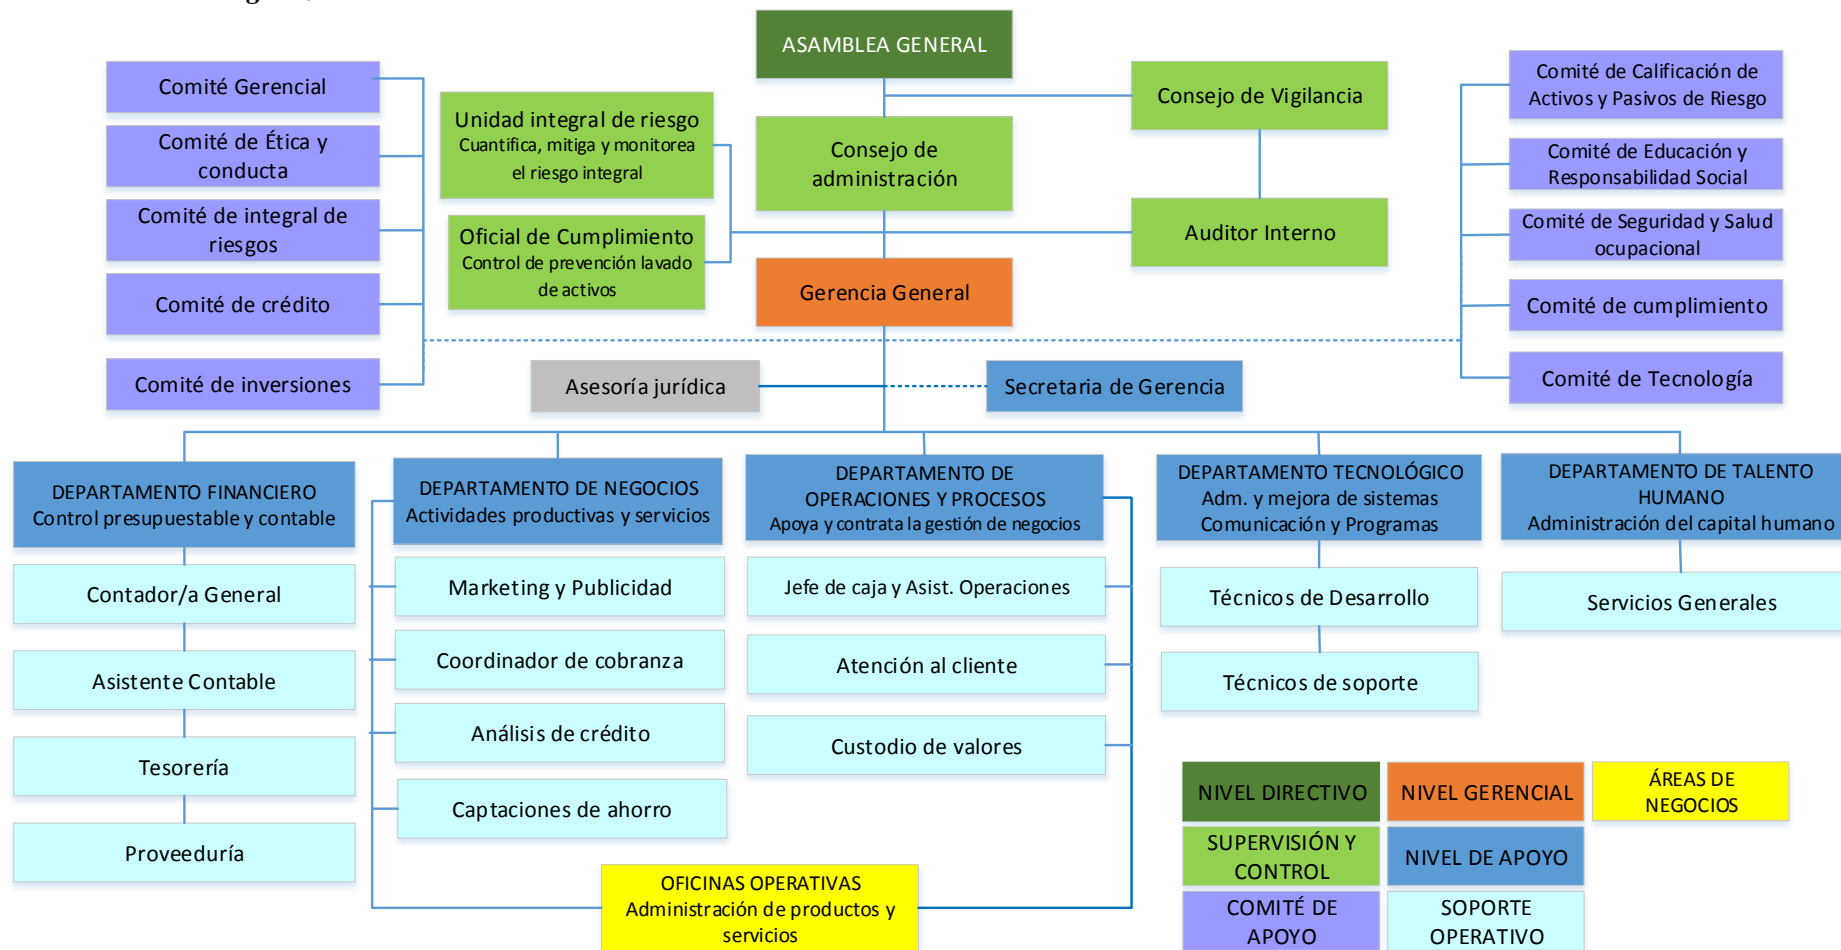 ASAMBLEA GENERAL
Comité Gerencial
Comité de Ética y
conducta
Comité de integral de
riesgos
Comité de crédito
Comité de inversiones
Unidad integral de riesgo
Cuantifica, mitiga y monitorea
el riesgo integral
Oficial de Cumplimiento
Control de prevención lavado
de activos
Consejo de
administración
Gerencia General
Consejo de Vigilancia
Auditor Interno
Comité de Calificación de
Activos y Pasivos de Riesgo
Comité de Educación y
Responsabilidad Social
Comité de Seguridad y Salud
ocupacional
Comité de cumplimiento
Comité de Tecnología
Asesoría jurídica
Secretaria de Gerencia
DEPARTAMENTO FINANCIERO
Control presupuestable y contable
Contador/a General
Asistente Contable
Tesorería
Proveeduría
DEPARTAMENTO DE NEGOCIOS
Actividades productivas y servicios
Marketing y Publicidad
Coordinador de cobranza
Análisis de crédito
Captaciones de ahorro
DEPARTAMENTO DE
OPERACIONES Y PROCESOS
Apoya y contrata la gestión de negocios
Jefe de caja y Asist. Operaciones
Atención al cliente
Custodio de valores
DEPARTAMENTO TECNOLÓGICO
Adm. y mejora de sistemas
Comunicación y Programas
Técnicos de Desarrollo
Técnicos de soporte
DEPARTAMENTO DE TALENTO
HUMANO
Administración del capital humano
Servicios Generales
OFICINAS OPERATIVAS
Administración de productos y
servicios
NIVEL DIRECTIVO
NIVEL GERENCIAL
ÁREAS DE
NEGOCIOS
SUPERVISIÓN Y
CONTROL
NIVEL DE APOYO
COMITÉ DE
APOYO
SOPORTE
OPERATIVO